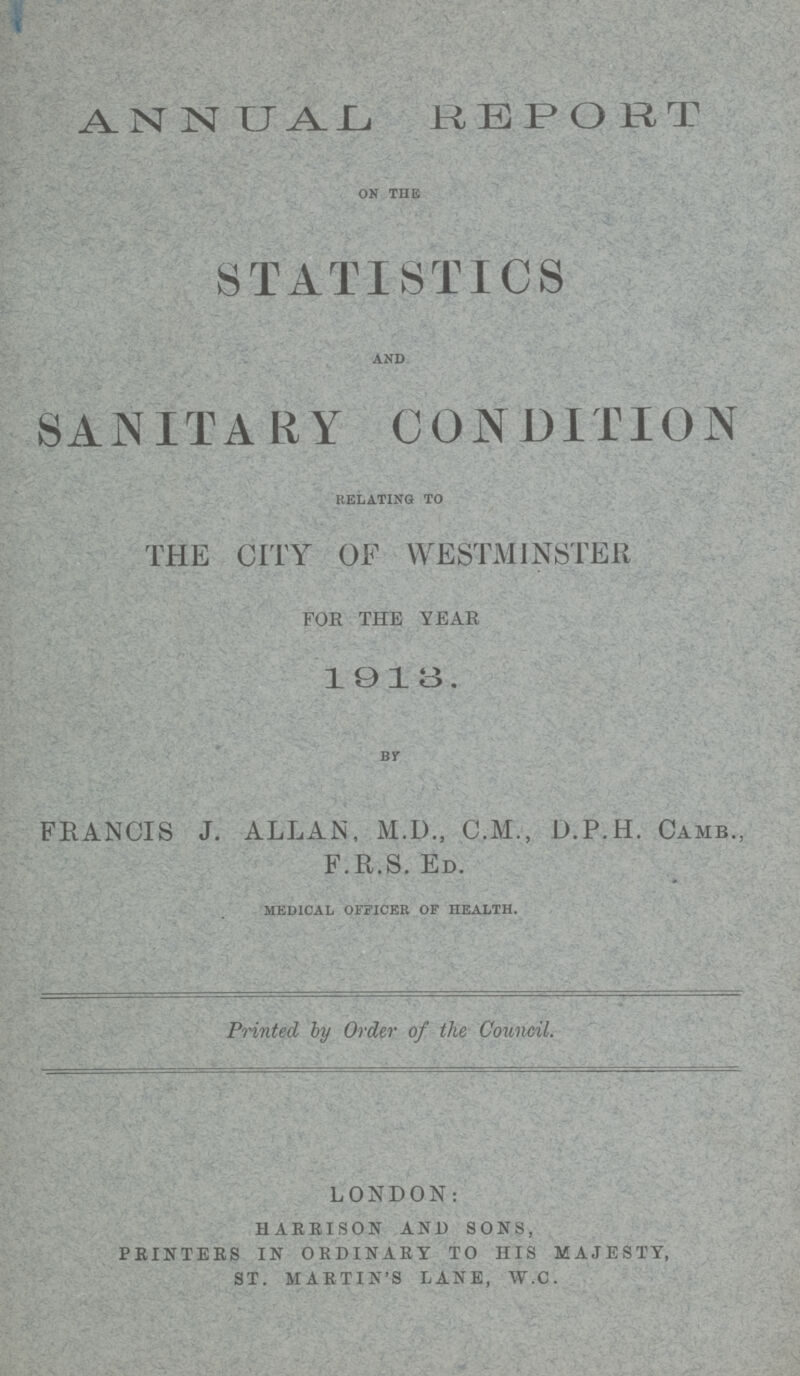 ANNUAL REPORT
ON THE
STATISTICS
AND
SANITARY CONDITION
RELATING TO
THE CITY OF WESTMINSTER
FOR THE YEAR
1913.
BY
FRANCIS J. ALLAN, M.D., C.M., D.P.H. CAMB.,
F.R.S. ED.
MEDICAL OFFICER OF HEALTH.
Printed by Order of the Council.
LONDON:
HARRISON AND SONS,
PRINTERS IN ORDINARY TO HIS MAJESTY,
ST. MARTIN'S LANE, W.C.